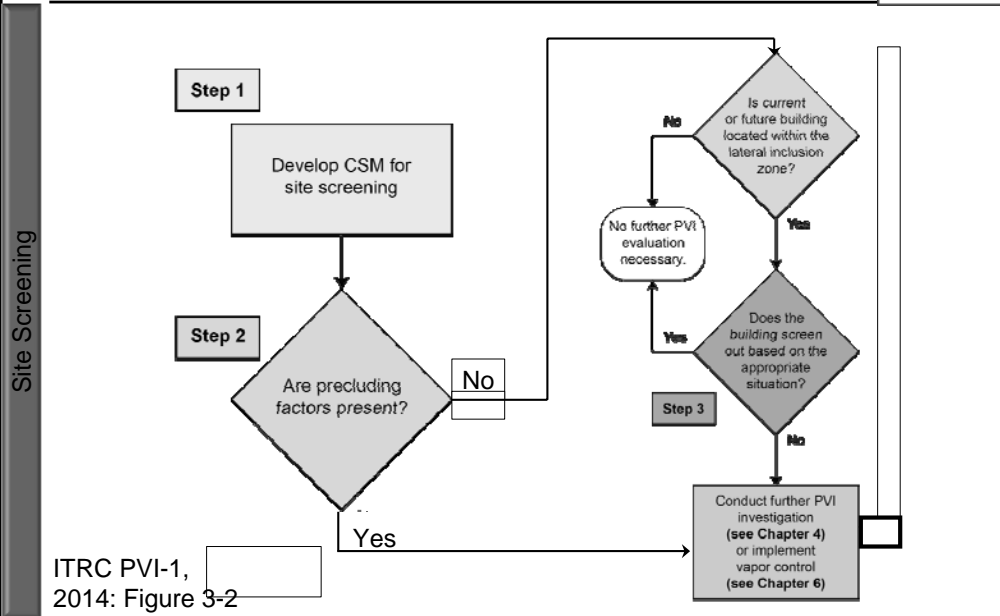 Site Screening
Step 1
Develop CSM for
site screening
Step 2
Are precluding
factors present?
No
Yes
Is current
or future building
located within the
lateral inclusion
zone?
No
Yes
No further PVI
evaluation
necessary.
Does the
building screen
out based on the
appropriate
situation?
Yes
Step 3
No
Conduct further PVI
investigation
(see Chapter 4)
or implement
vapor control
(see Chapter 6)
ITRC PVI-1,
2014: Figure 3-2